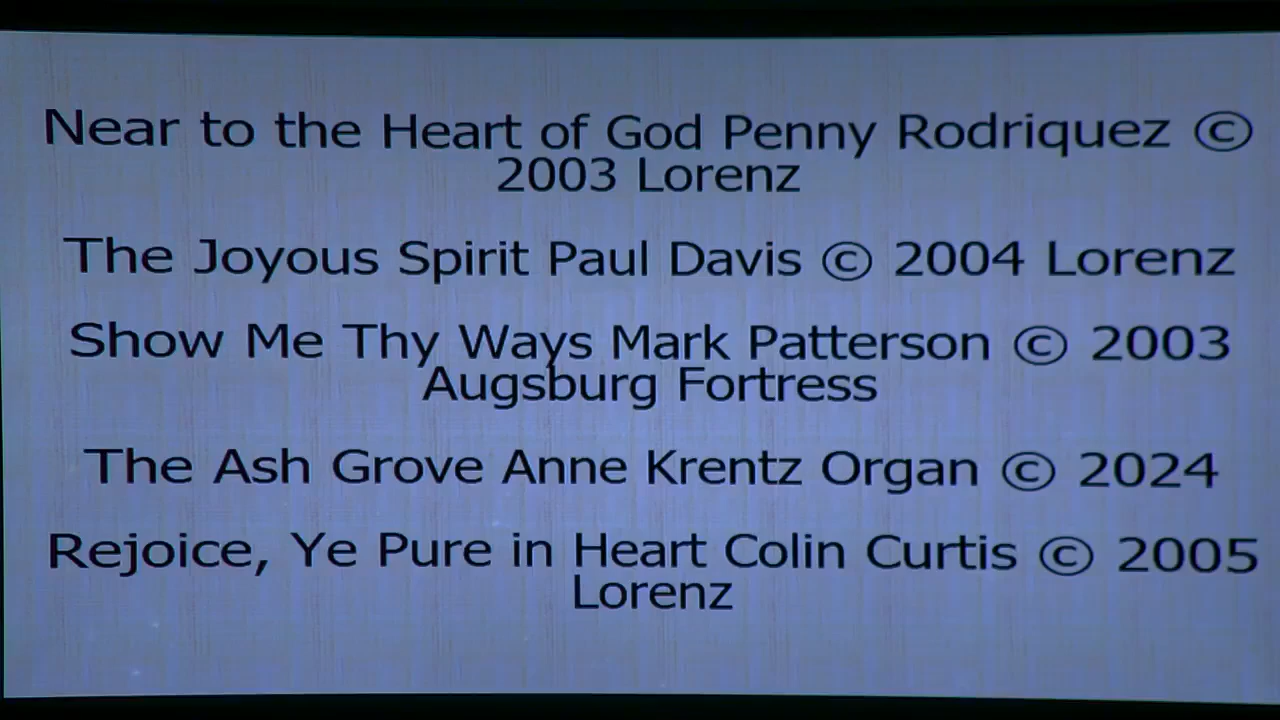 Near to the Heart of God Penny Rodriquez ©
2003 Lorenz
The Joyous Spirit Paul Davis © 2004 Lorenz
Show Me Thy Ways Mark Patterson © 2003
Augsburg Fortress
The Ash Grove Anne Krentz Organ © 2024
Rejoice, Ye Pure in Heart Colin Curtis © 2005
Lorenz